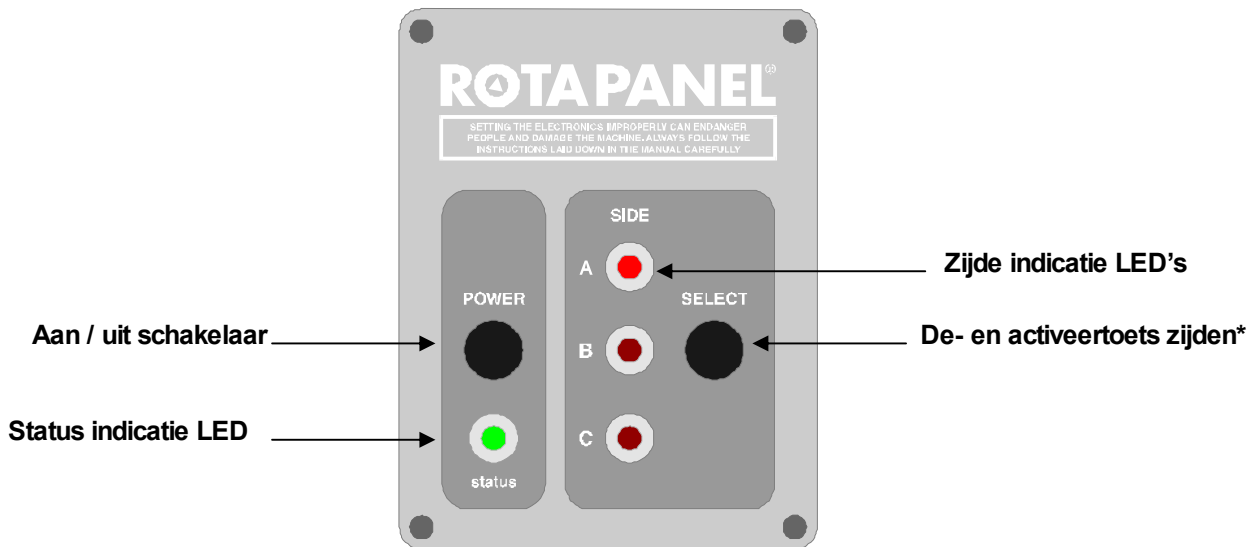 ROTAPANEL®
SETTING THE ELECTRONICS IMPROPERLY CAN ENDANGER
PEOPLE AND DAMAGE THE MACHINE. ALWAYS FOLLOW THE
INSTRUCTIONS LAID DOWN IN THE MANUAL CAREFULLY
SIDE
A
Zijde indicatie LED's
POWER
SELECT
Aan / uit schakelaar
B
De- en activeertoets zijden*
Status indicatie LED
C
status